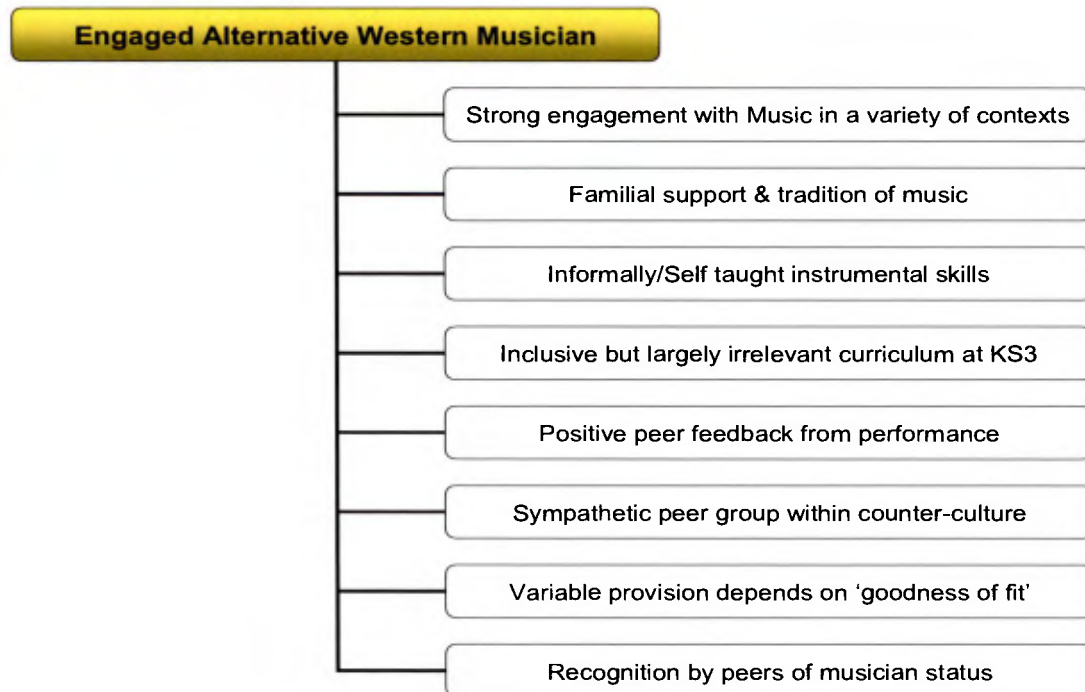 Engaged Alternative Western Musician
Strong engagement with Music in a variety of contexts
Familial support & tradition of music
Informally/Self taught instrumental skills
Inclusive but largely irrelevant curriculum at KS3
Positive peer feedback from performance
Sympathetic peer group within counter-culture
Variable provision depends on ‘goodness of fit’
Recognition by peers of musician status